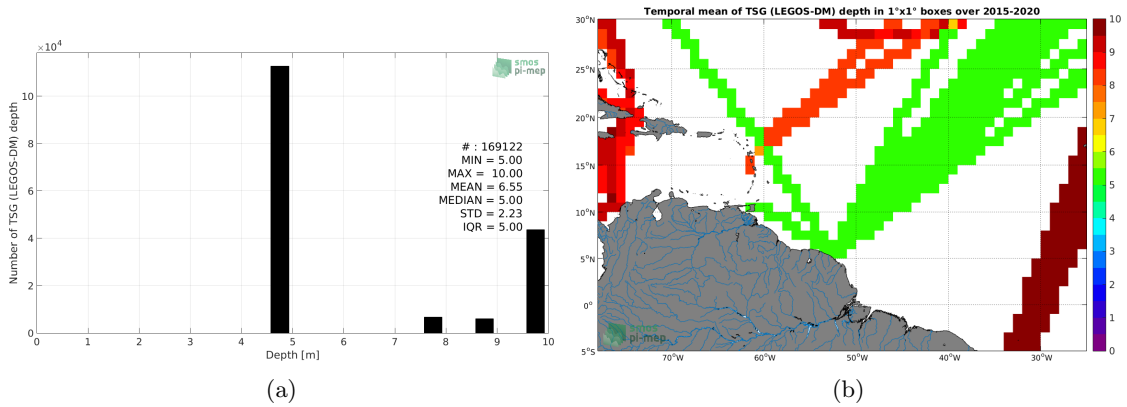 ×10⁴
10
8
6
4
2
0
Number of TSG (LEGOS-DM) depth
smos
pi-mep
# : 169122
MIN = 5.00
MAX = 10.00
MEAN = 6.55
MEDIAN = 5.00
STD = 2.23
IQR = 5.00
0 1 2 3 4 5 6 7 8 9 10
Depth [m]
(a)
Temporal mean of TSG (LEGOS-DM) depth in 1°x1° boxes over 2015-2020
30°N
25°N
20°N
15°N
10°N
5°N
0°
5°S
70°W 60°W 50°W 40°W 30°W
smos
pi-mep
10
9
8
7
6
5
4
3
2
1
0
(b)